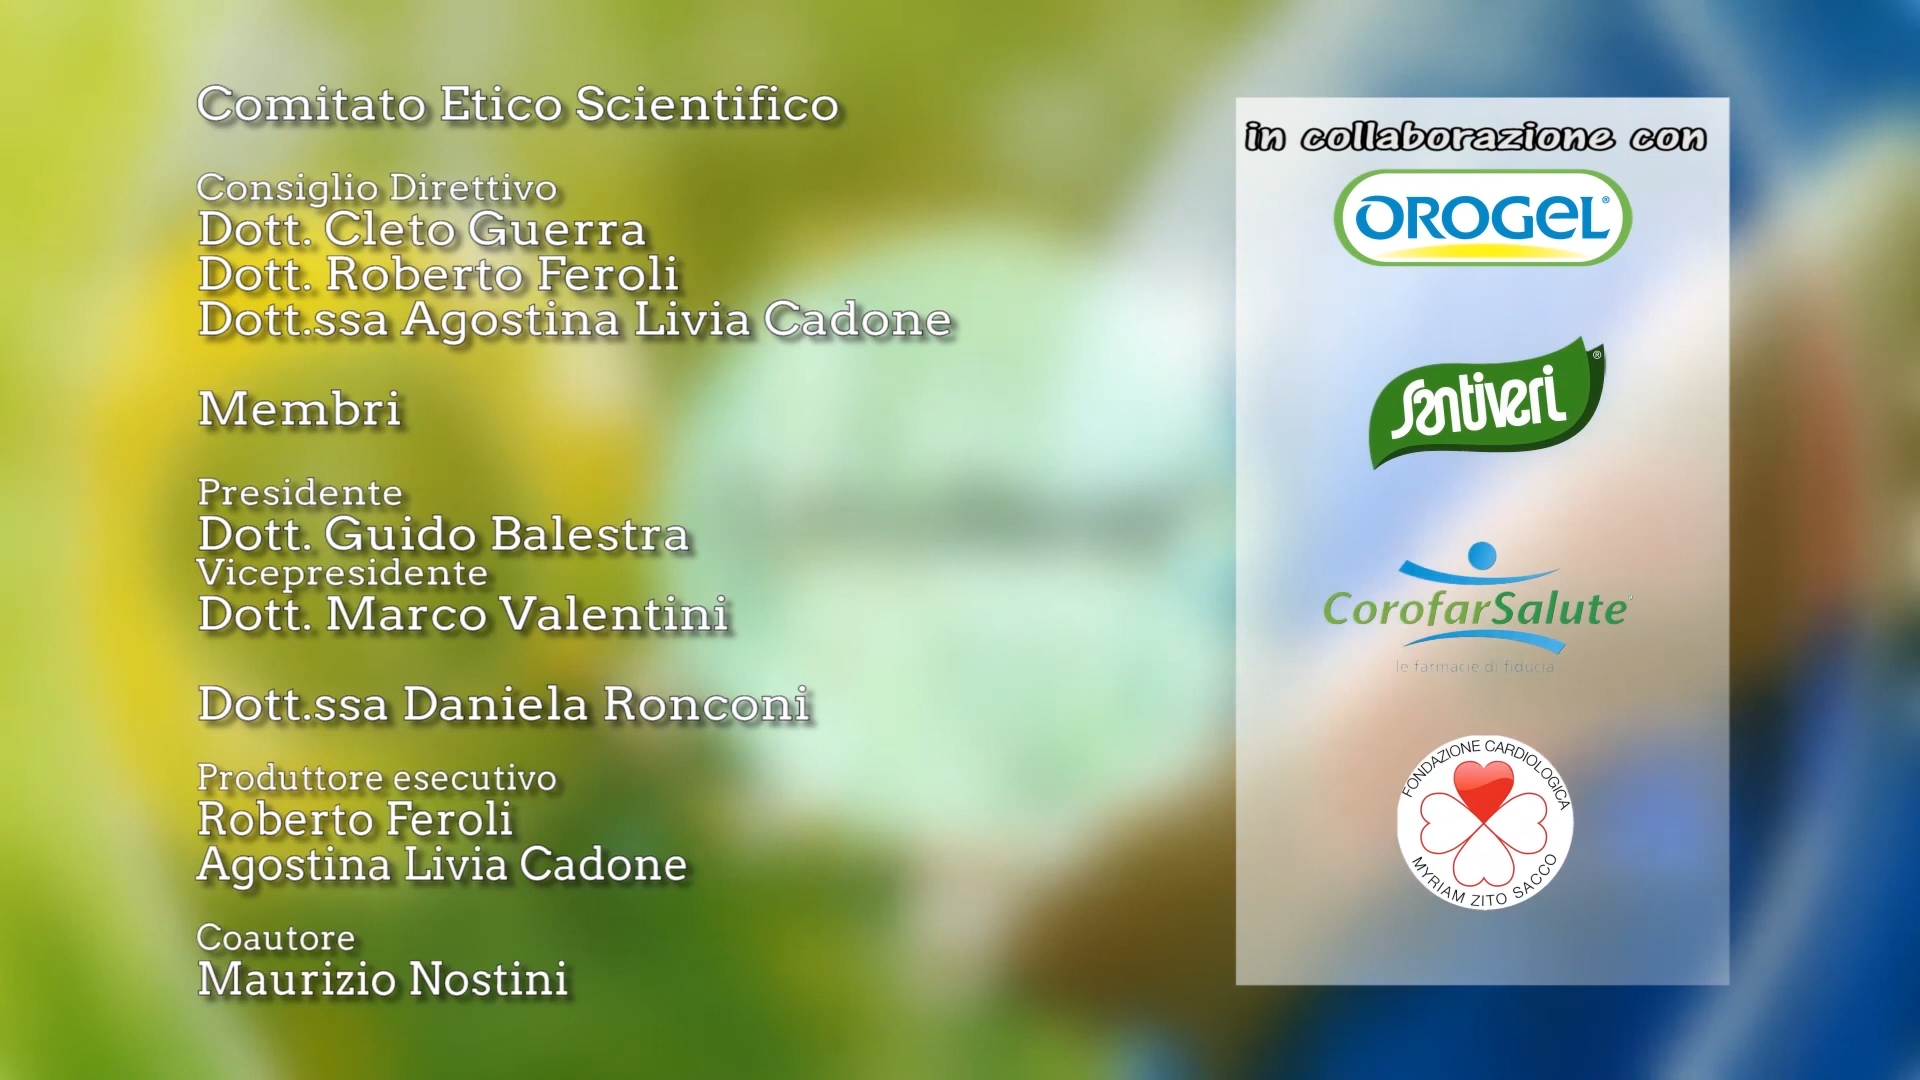 Comitato Etico Scientifico
Consiglio Direttivo
Dott. Cleto Guerra
Dott. Roberto Feroli
Dott.ssa Agostina Livia Cadone
Membri
Presidente
Dott. Guido Balestra
Vicepresidente
Dott. Marco Valentini
Dott.ssa Daniela Ronconi
Produttore esecutivo
Roberto Feroli
Agostina Livia Cadone
Coautore
Maurizio Nostini
in collaborazione con
OROGEL®
Santiveri®
CorofarSalute
le farmacie di fiducia
FONDAZIONE CARDIOLOGICA
MYRIAM ZITO SACCO